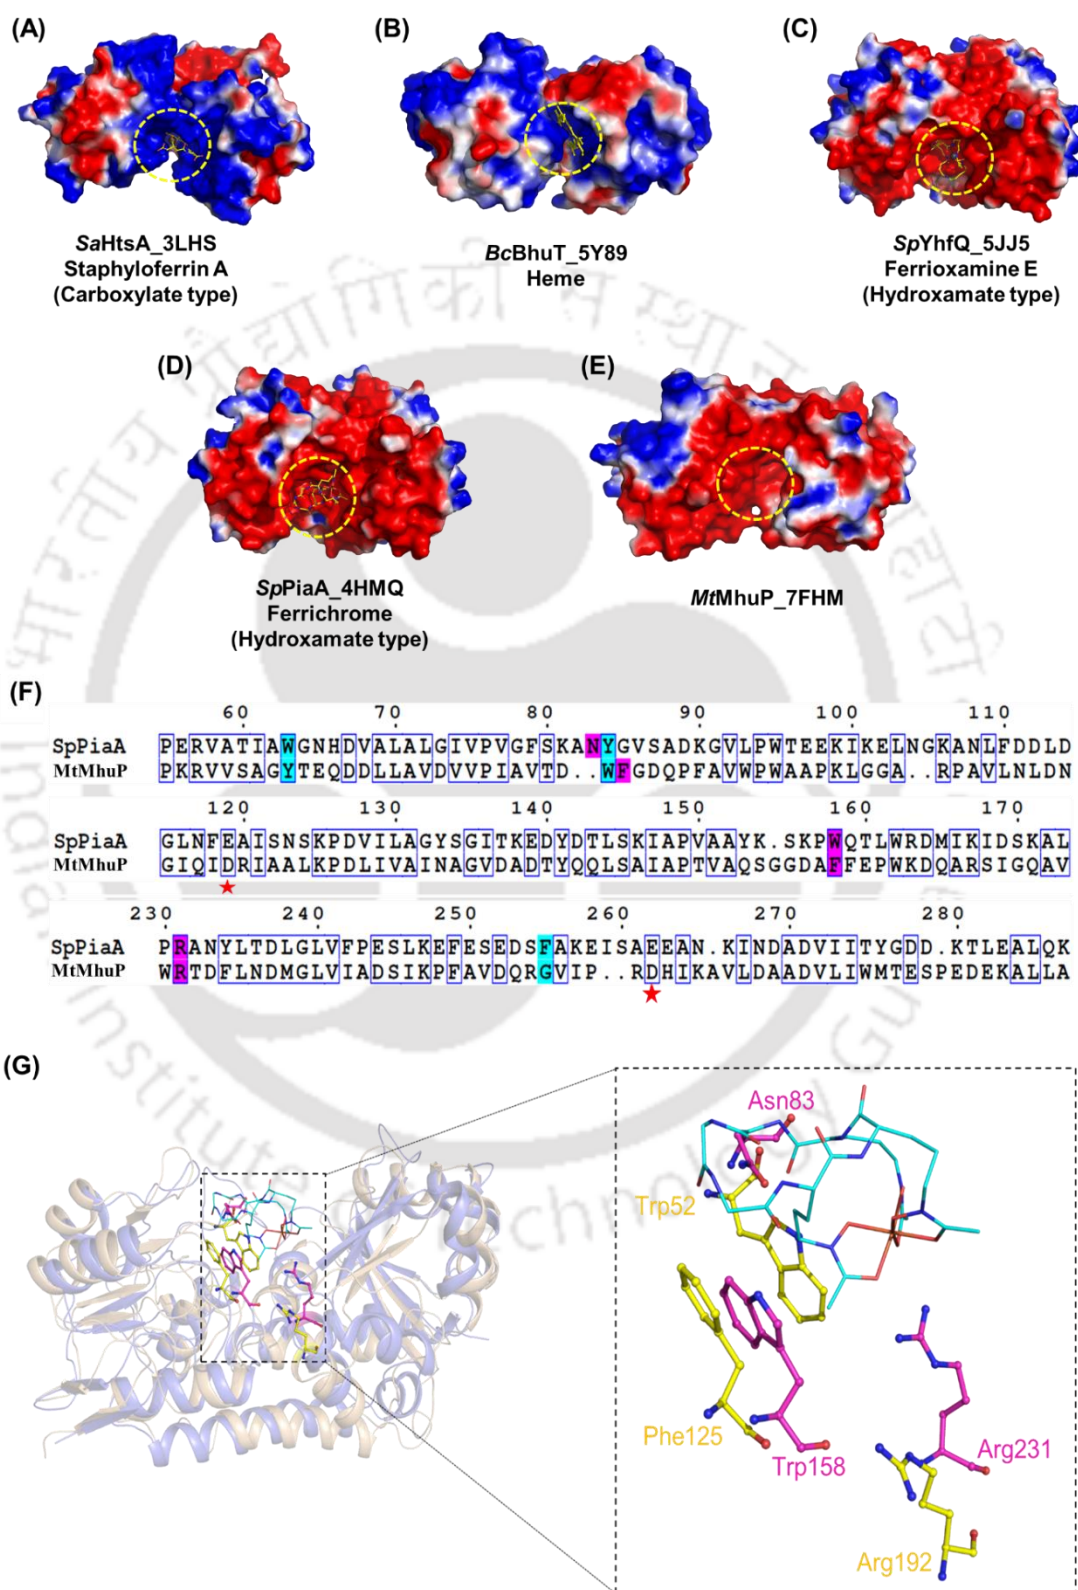 (A)
(B)
(C)
SaHtsA_3LHS
Staphyloferrin A
(Carboxylate type)
BcBhuT_5Y89
Heme
SpYhfQ_5JJ5
Ferrioxamine E
(Hydroxamate type)
(D)
(E)
SpPiaA_4HMQ
Ferrichrome
(Hydroxamate type)
MtMhuP_7FHM
(F)
60 70 80 90 100 110
SpPiaA PERVATIAWGNHDVALALGIVPVGFSKANYGVSADKGVLPWTEEKIKELNGKANLFDDLD
MtMhuP PKRVVSAGYTEQDDLLAVDVVPIAVTD..WFGDQPFAVWPWAAPKLGGA..RPAVLNLDN
120 130 140 150 160 170
SpPiaA GLNFEAISNSKPDVILAGYSGITKEDYDTLSKIAPVAAYK.SKPWQTLWRDMIKIDSKAL
MtMhuP GIQIDRIAALKPDLIVAINAGVDADTYQQLSAIAPTVAQSGGDAFFEPWKDQARSIGQAV
230 240 250 260 270 280
SpPiaA PRANYLTDLGLVFPESLKEFESEDSFAKEISAEEAN.KINDADVIITYGDD.KTLEALQK
MtMhuP WRTDFLNDMGLVIADSIKPFAVDQRGVIP..RDHIKAVLDAADVLIWMTESPEDEKALLA
(G)
Asn83
Trp52
Phe125
Trp158
Arg231
Arg192
Technology